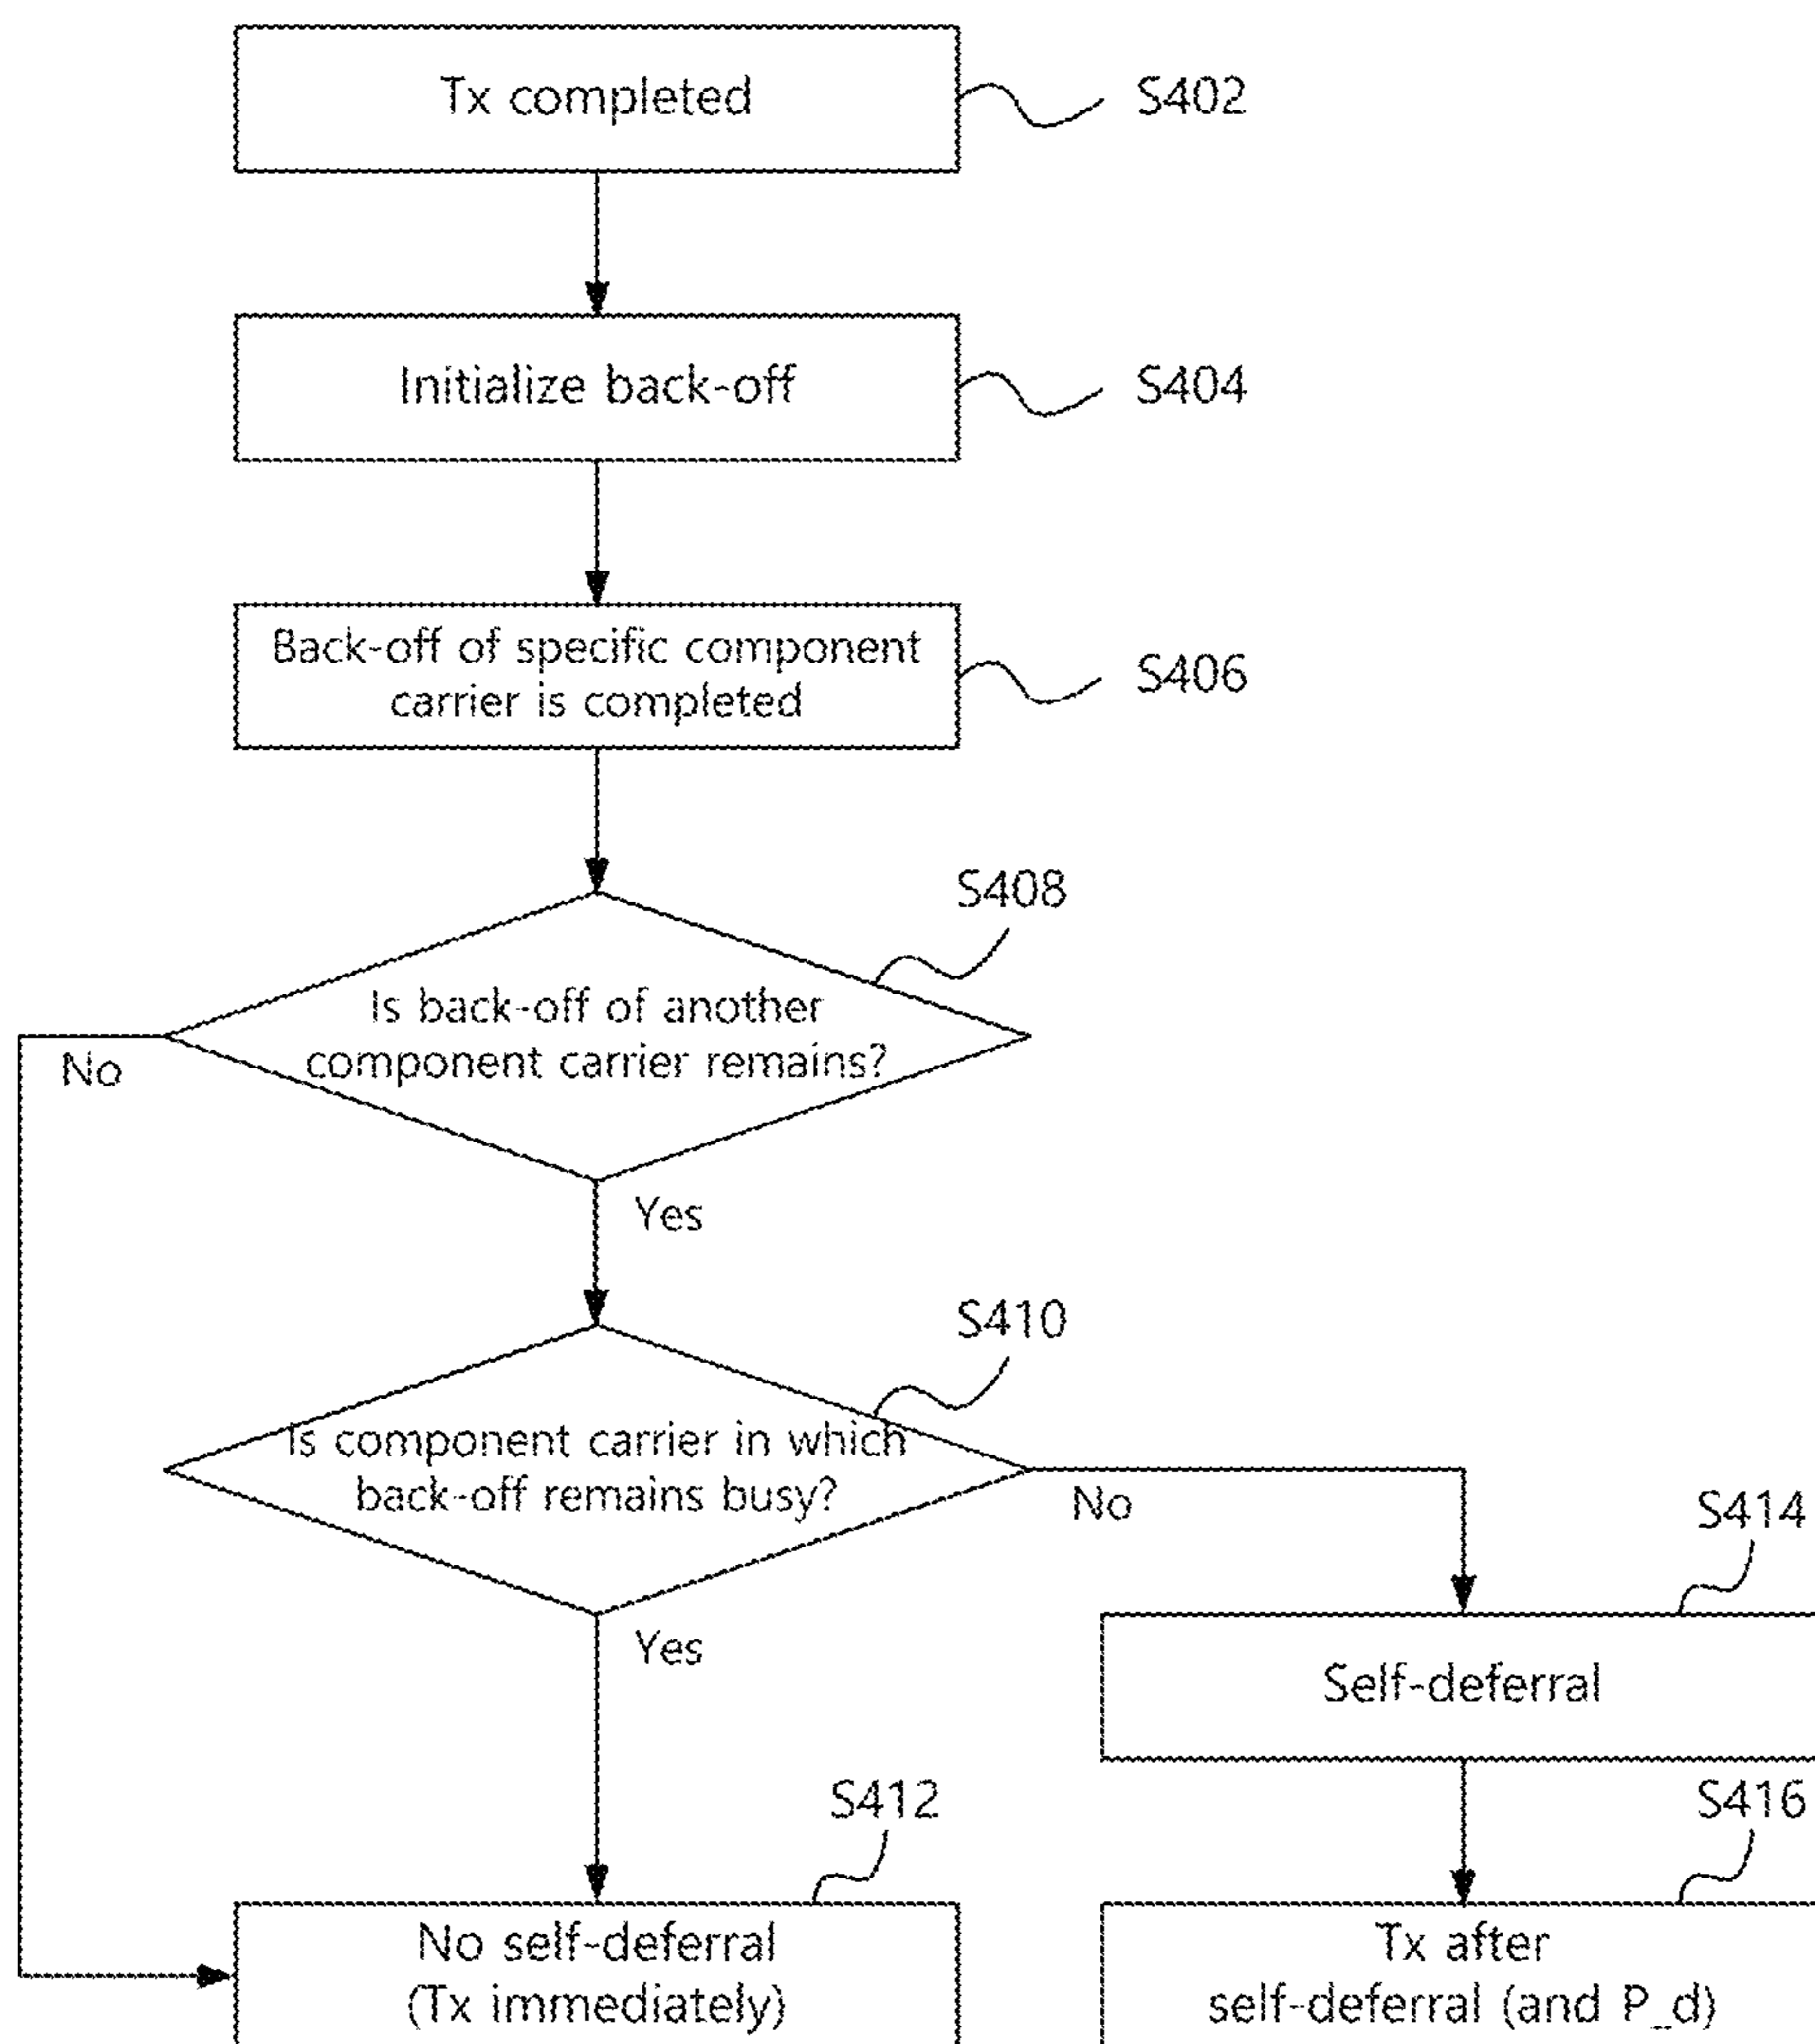 Tx completed
S402
Initialize back-off
S404
Back-off of specific component
carrier is completed
S406
S408
Is back-off of another
component carrier remains?
No
Yes
S410
Is component carrier in which
back-off remains busy?
No
Yes
S414
Self-deferral
S412
S416
No self-deferral
(Tx immediately)
Tx after
self-deferral (and P_d)